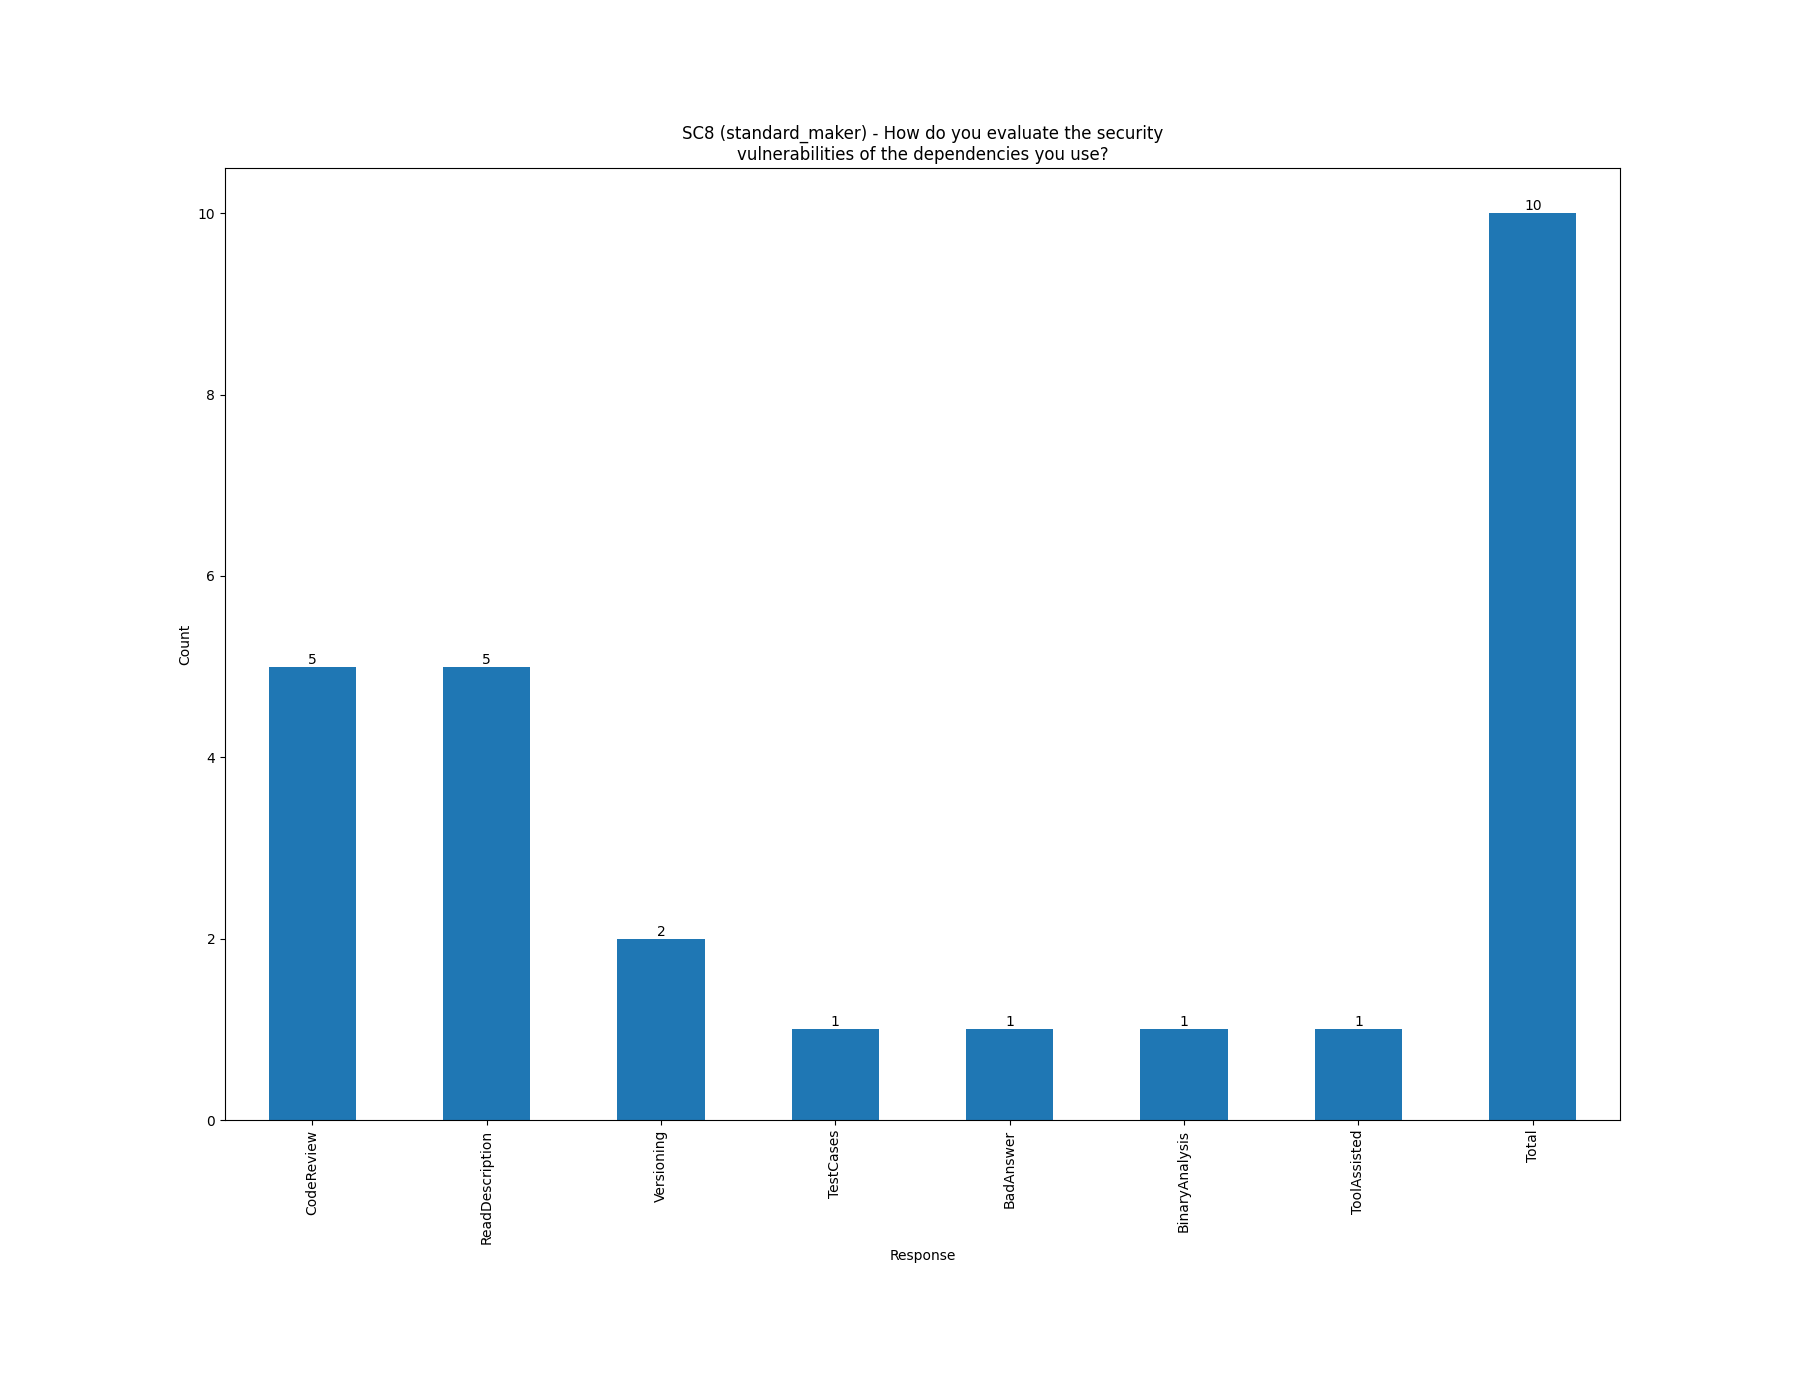 SC8 (standard_maker) - How do you evaluate the security
vulnerabilities of the dependencies you use?
Count
10
8
6
4
2
0
5
5
2
1
1
1
1
10
CodeReview
ReadDescription
Versioning
TestCases
BadAnswer
BinaryAnalysis
ToolAssisted
Total
Response